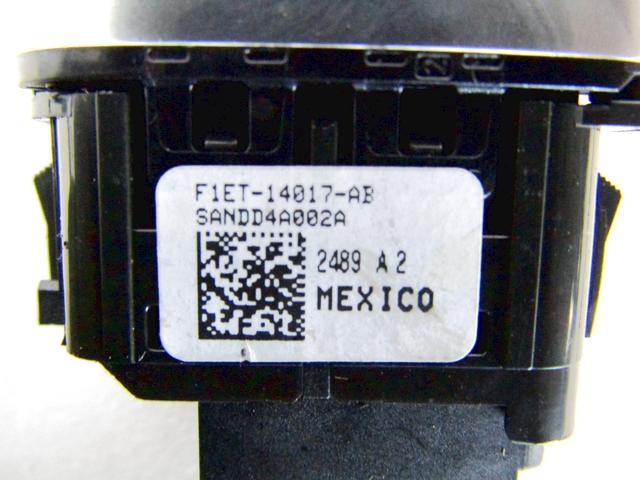 F1ET-14017-AB
SANDD4A002A
2489 A 2
MEXICO